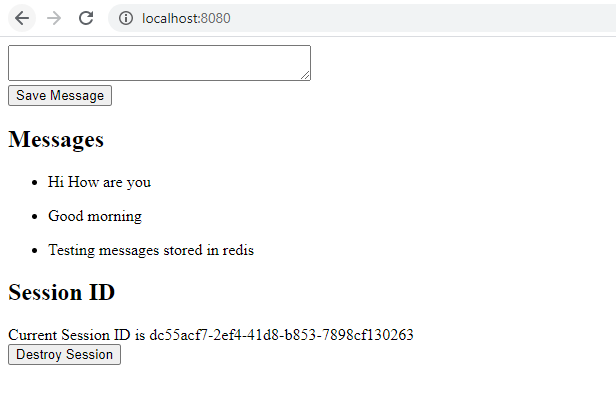 localhost:8080
Save Message
Messages
Hi How are you
Good morning
Testing messages stored in redis
Session ID
Current Session ID is dc55acf7-2ef4-41d8-b853-7898cf130263
Destroy Session